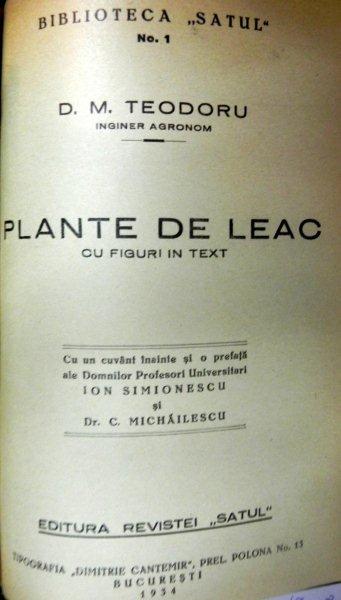 BIBLIOTECA „SATUL“
No. 1
D. M. TEODORU
INGINER AGRONOM
PLANTE DE LEAC
CU FIGURI IN TEXT
Cu un cuvânt înainte și o prefață
ale Domnilor Profesori Universitari
ION SIMIONESCU
și
Dr. C. MICHĂILESCU
EDITURA REVISTEI „SATUL“
TIPOGRAFIA „DIMITRIE CANTEMIR“, PREL. POLONA No. 13
BUCUREȘTI
1934